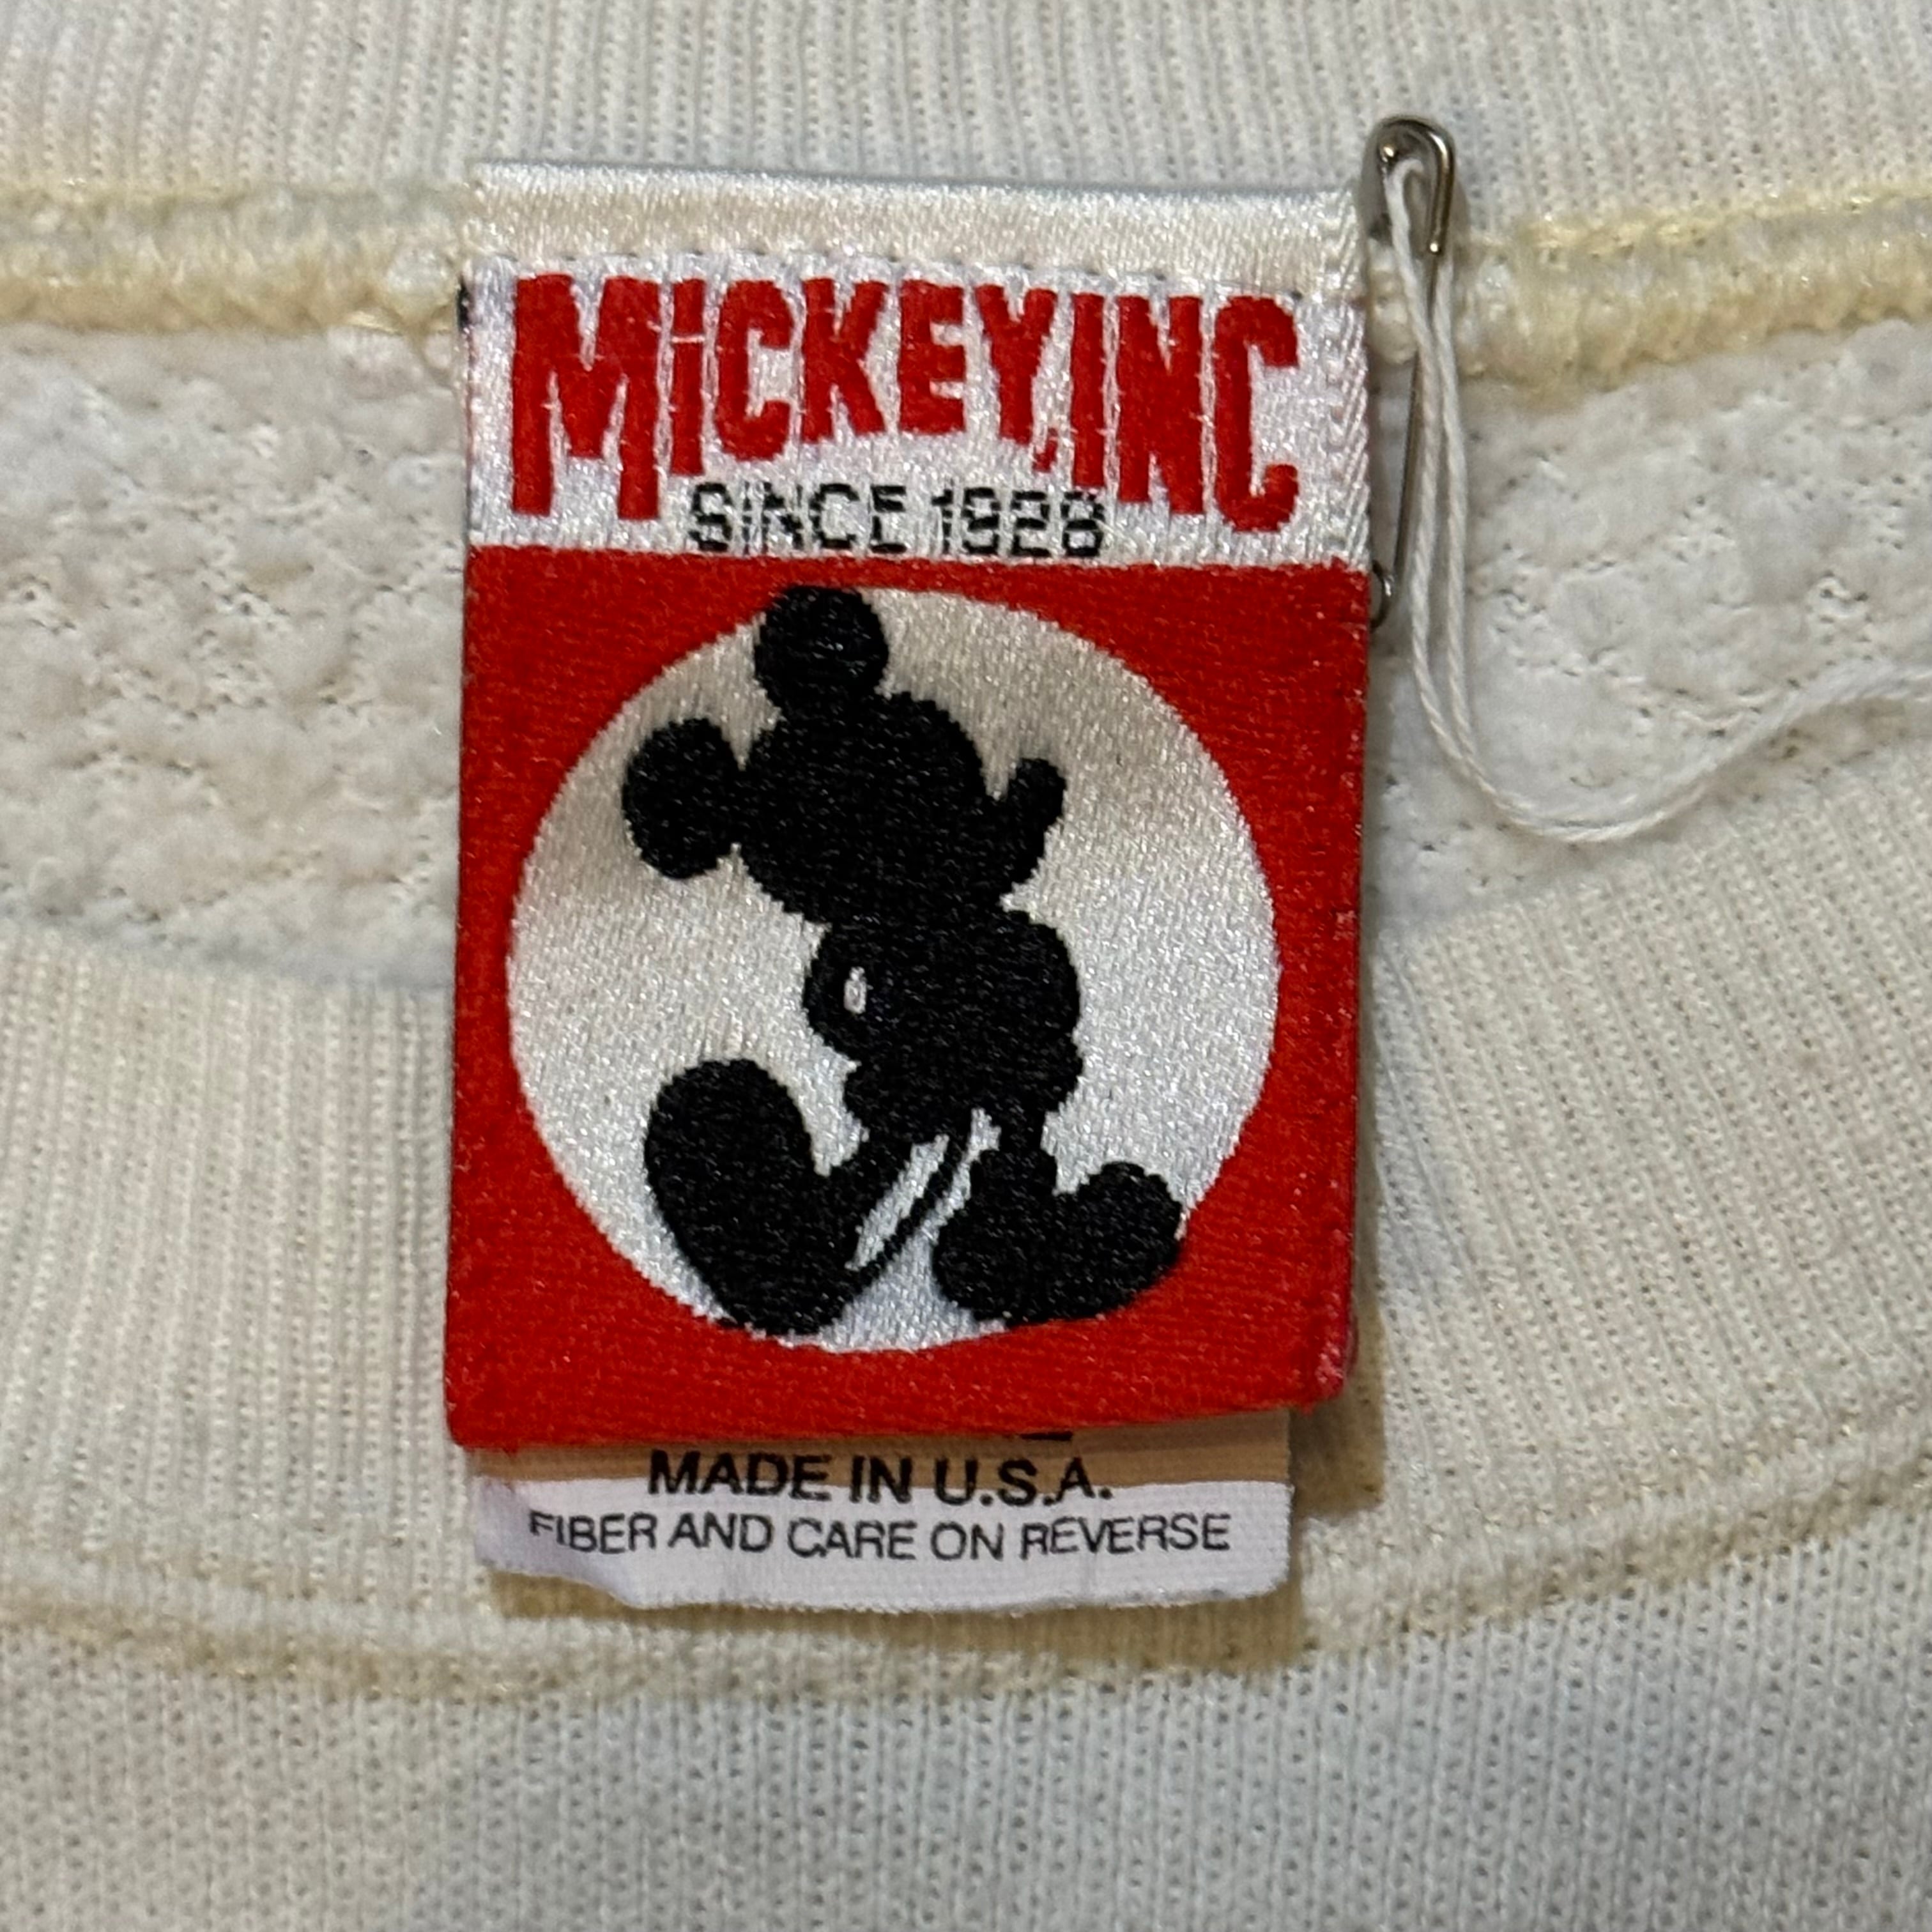 MiCKEY, INC
SINCE 1928
MADE IN U.S.A.
FIBER AND CARE ON REVERSE